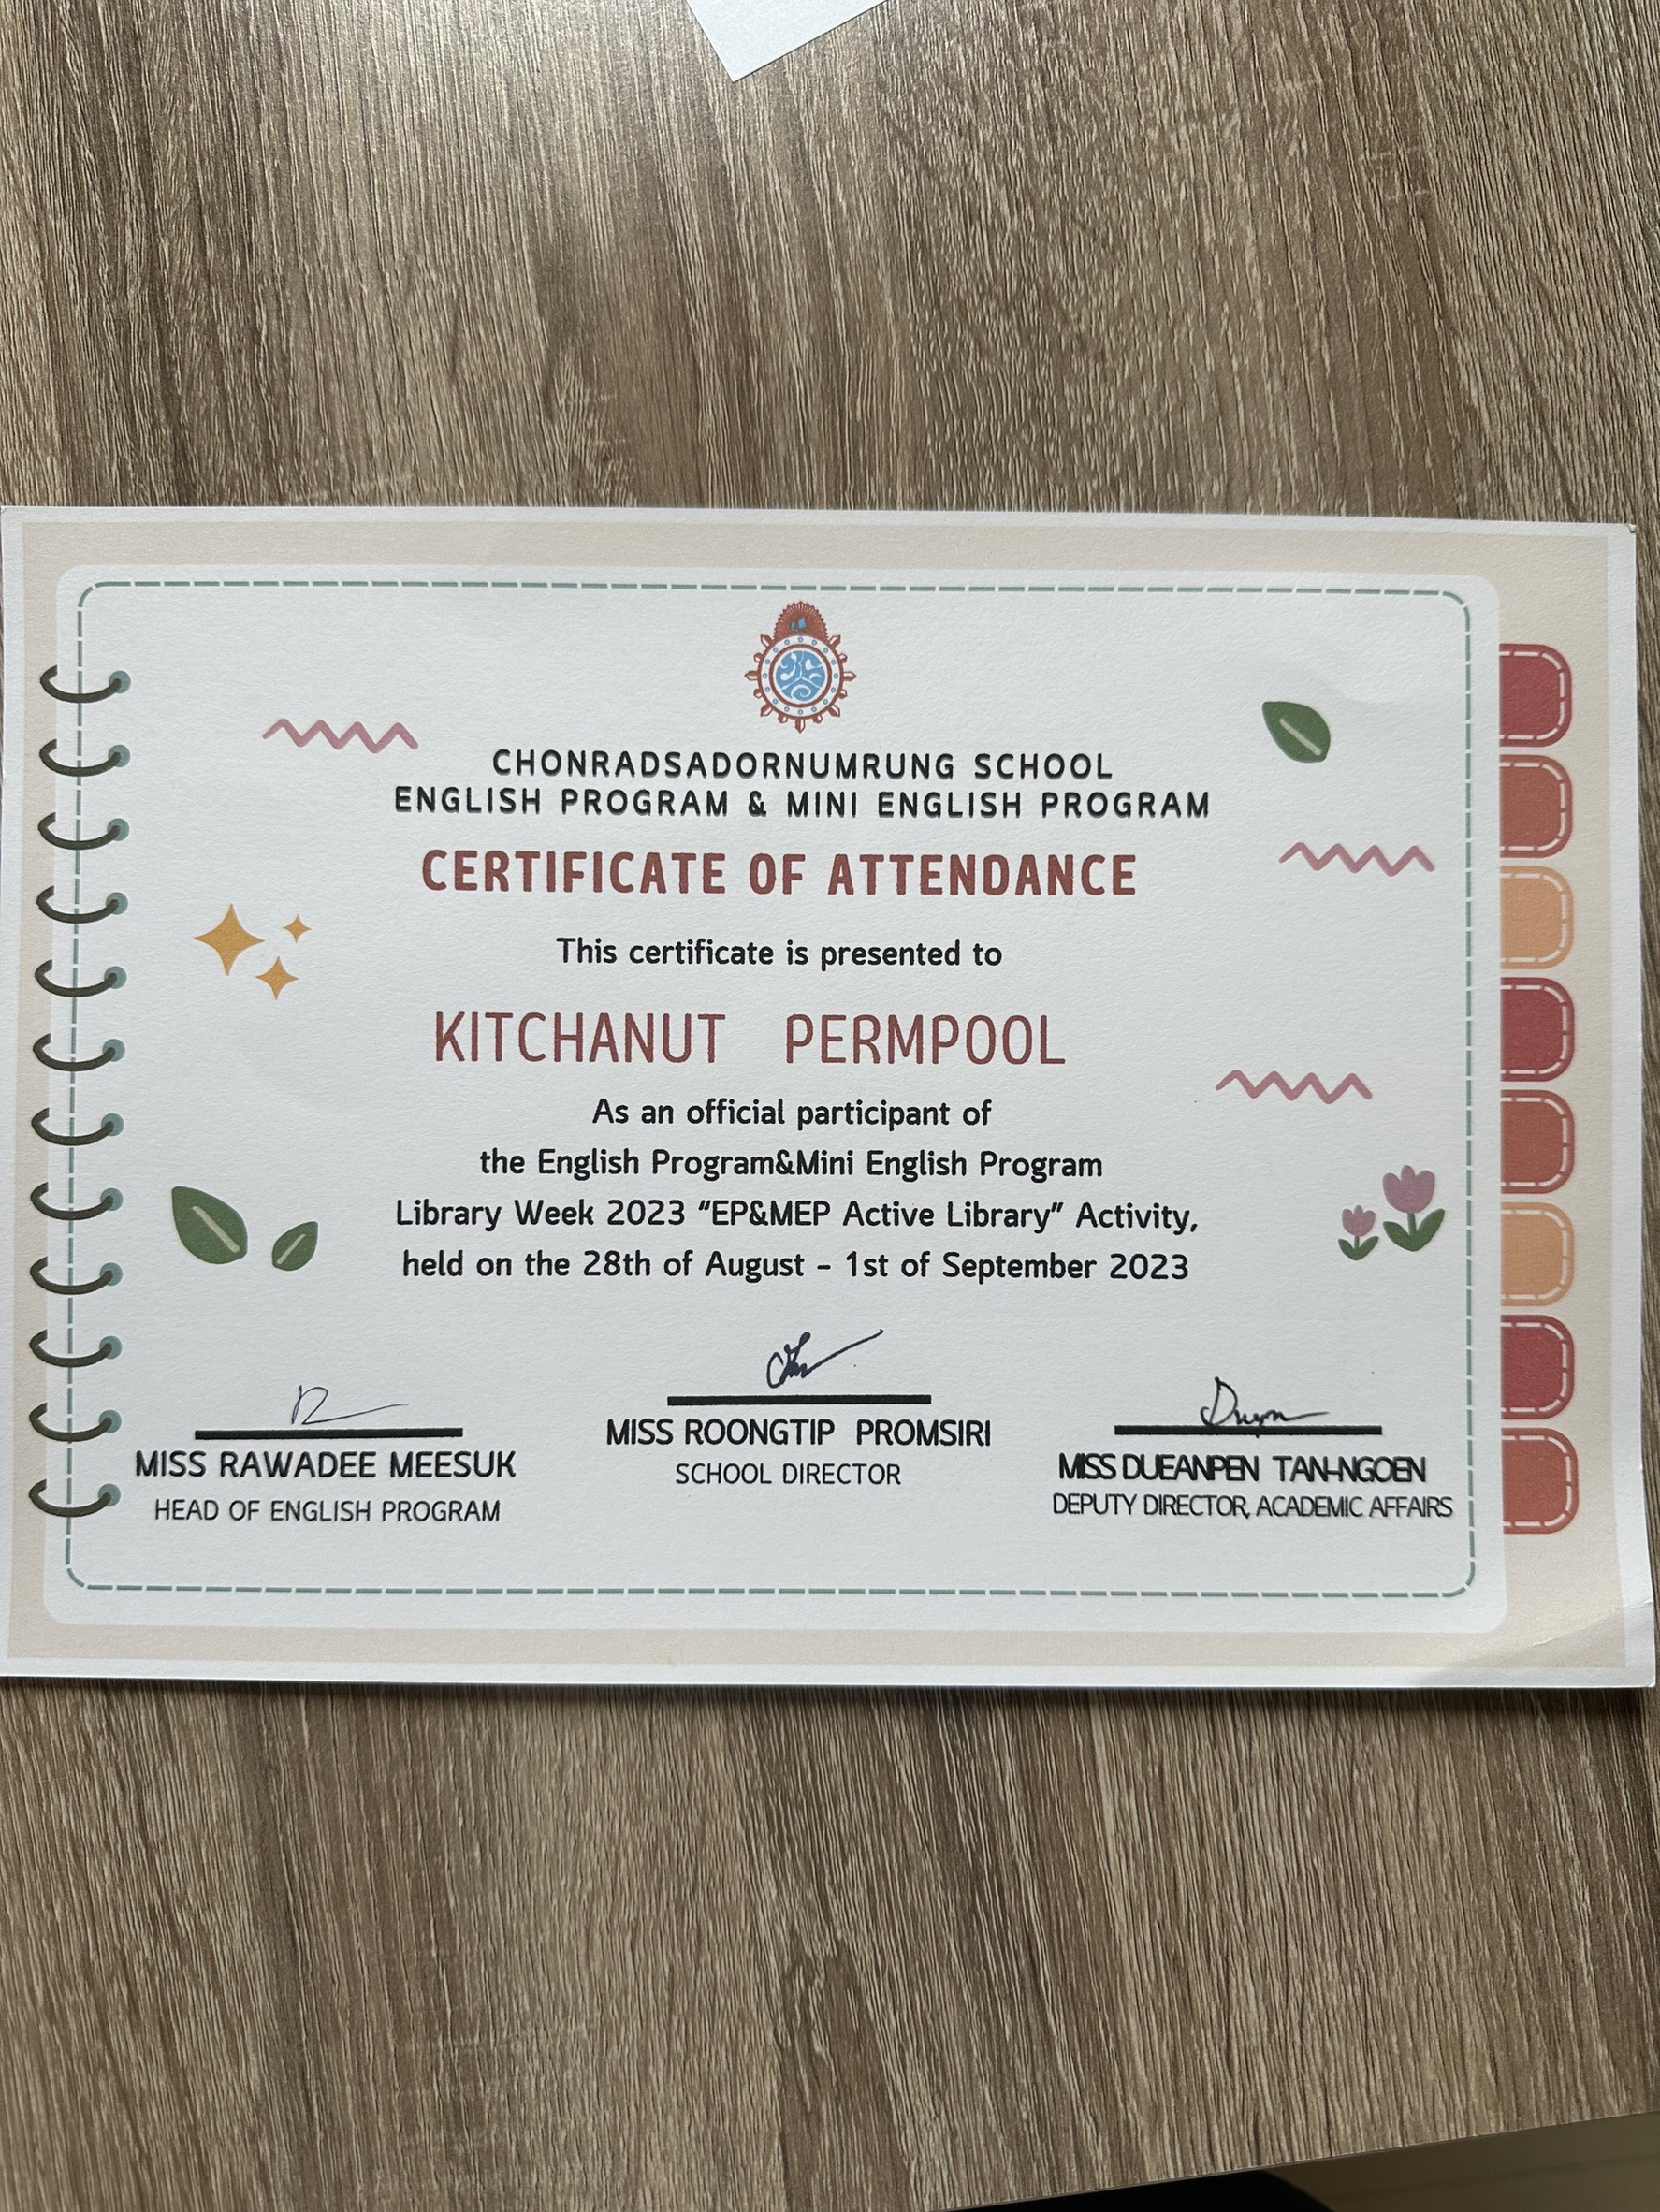 CHONRADSADORNUMRUNG SCHOOL
ENGLISH PROGRAM & MINI ENGLISH PROGRAM
CERTIFICATE OF ATTENDANCE
This certificate is presented to
KITCHANUT PERMPOOL
As an official participant of
the English Program&Mini English Program
Library Week 2023 “EP&MEP Active Library” Activity,
held on the 28th of August - 1st of September 2023
MISS RAWADEE MEESUK
HEAD OF ENGLISH PROGRAM
MISS ROONGTIP PROMSIRI
SCHOOL DIRECTOR
MISS DUEANPEN TAN-NGOEN
DEPUTY DIRECTOR, ACADEMIC AFFAIRS